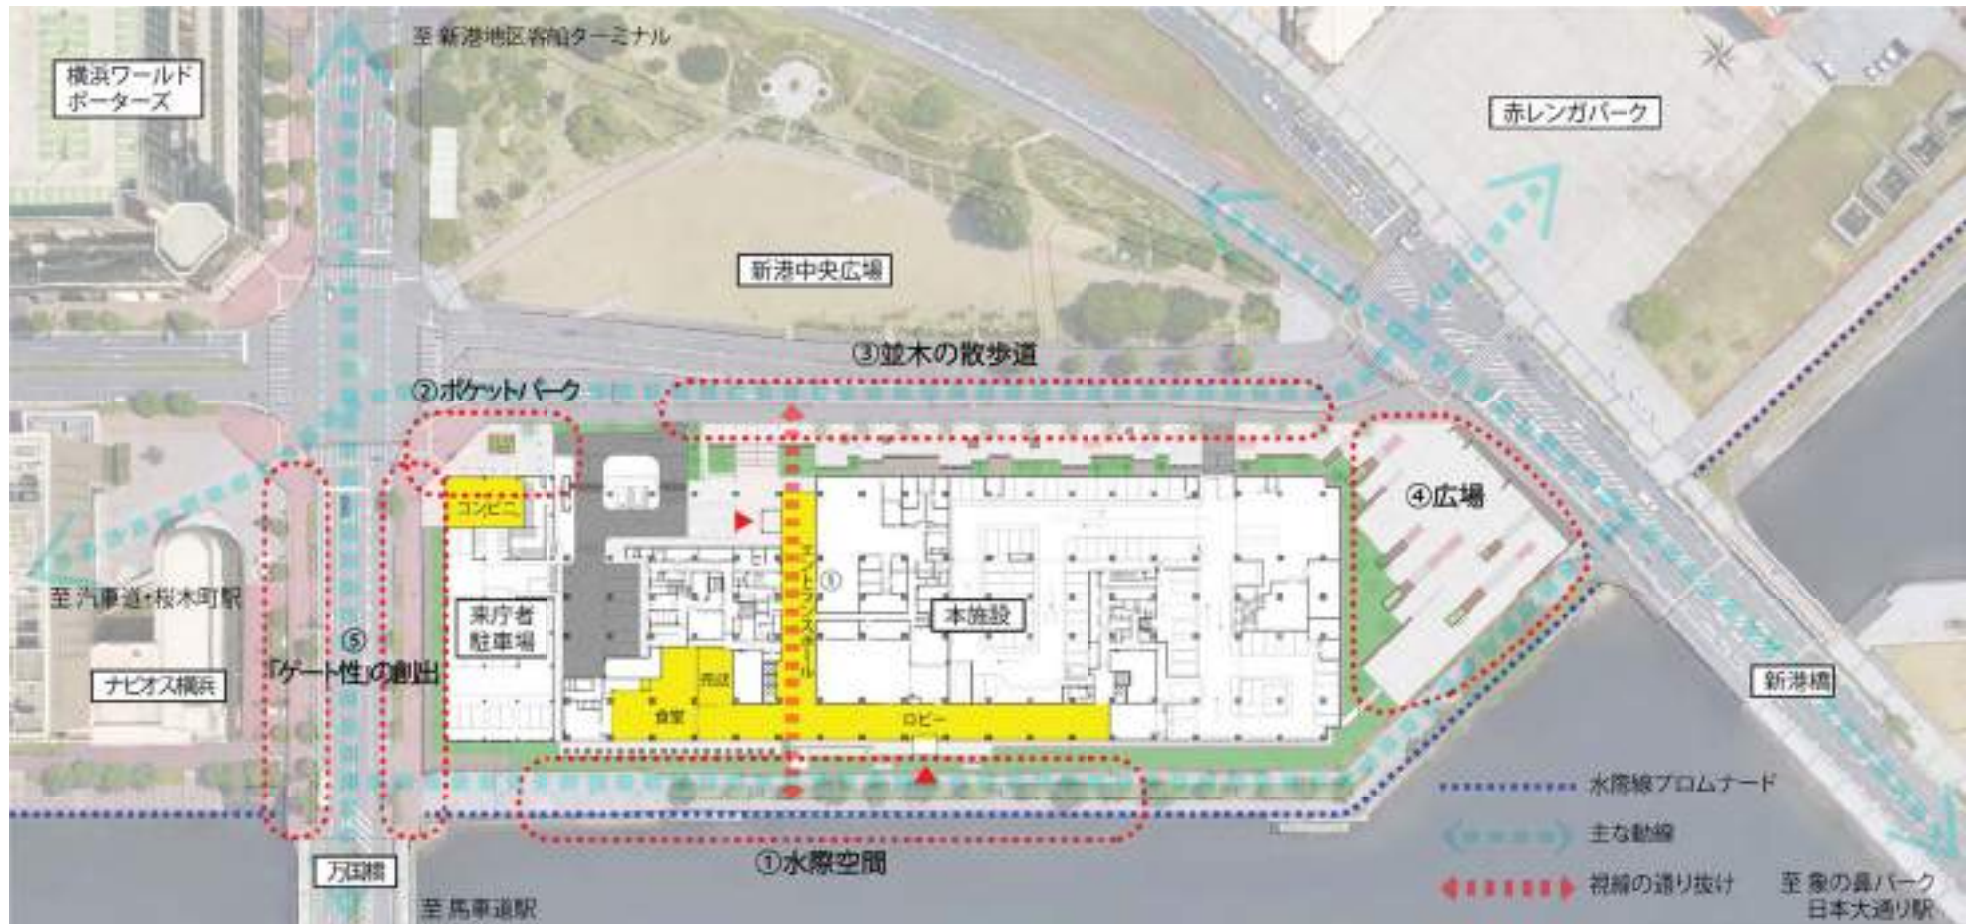 至 新港地区客船ターミナル
横浜ワールド
ポーターズ
赤レンガパーク
新港中央広場
③並木の散歩道
②ポケットパーク
④広場
コンビニ
エントランスホール
①
至 汽車道・桜木町駅
来庁者
駐車場
本施設
⑤
「ゲート性」の創出
ナビオス横浜
売店
食堂
ロビー
新港橋
水際線プロムナード
主な動線
視線の通り抜け
①水際空間
万国橋
至 馬車道駅
至 象の鼻パーク
日本大通り駅